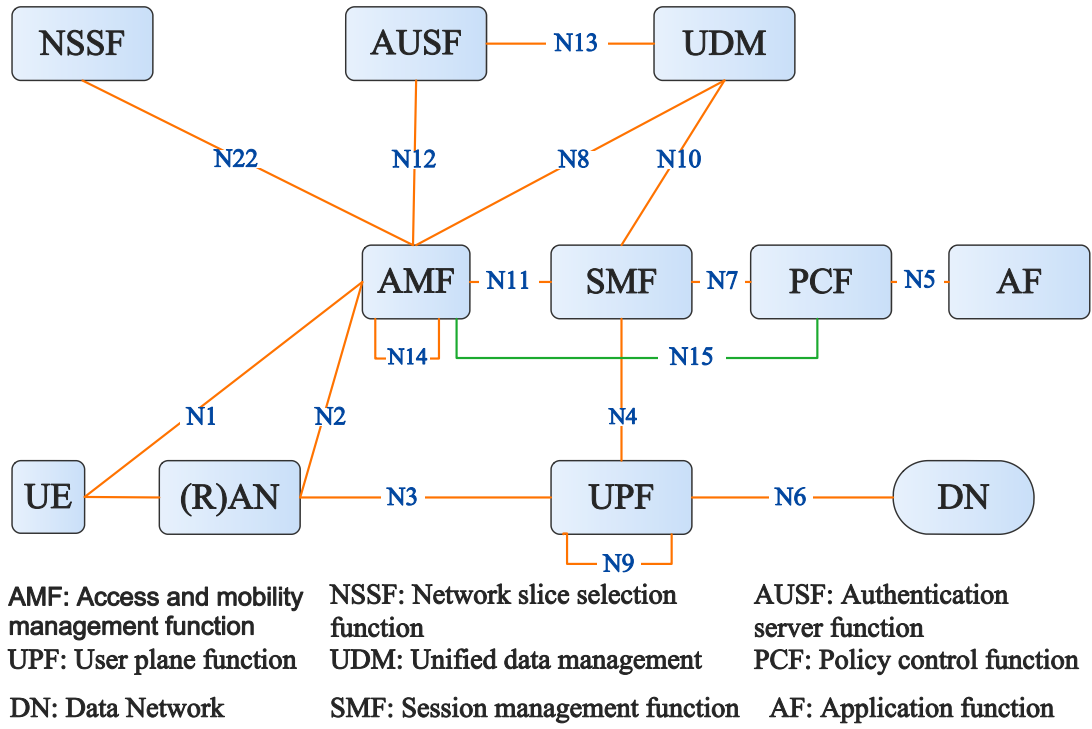 NSSF
AUSF
N13
UDM
N22
N12
N8
N10
AMF
N11
SMF
N7
PCF
N5
AF
N14
N15
N1
N2
N4
UE
(R)AN
N3
UPF
N6
DN
N9
AMF: Access and mobility
management function
NSSF: Network slice selection
function
AUSF: Authentication
server function
UPF: User plane function
UDM: Unified data management
PCF: Policy control function
DN: Data Network
SMF: Session management function
AF: Application function